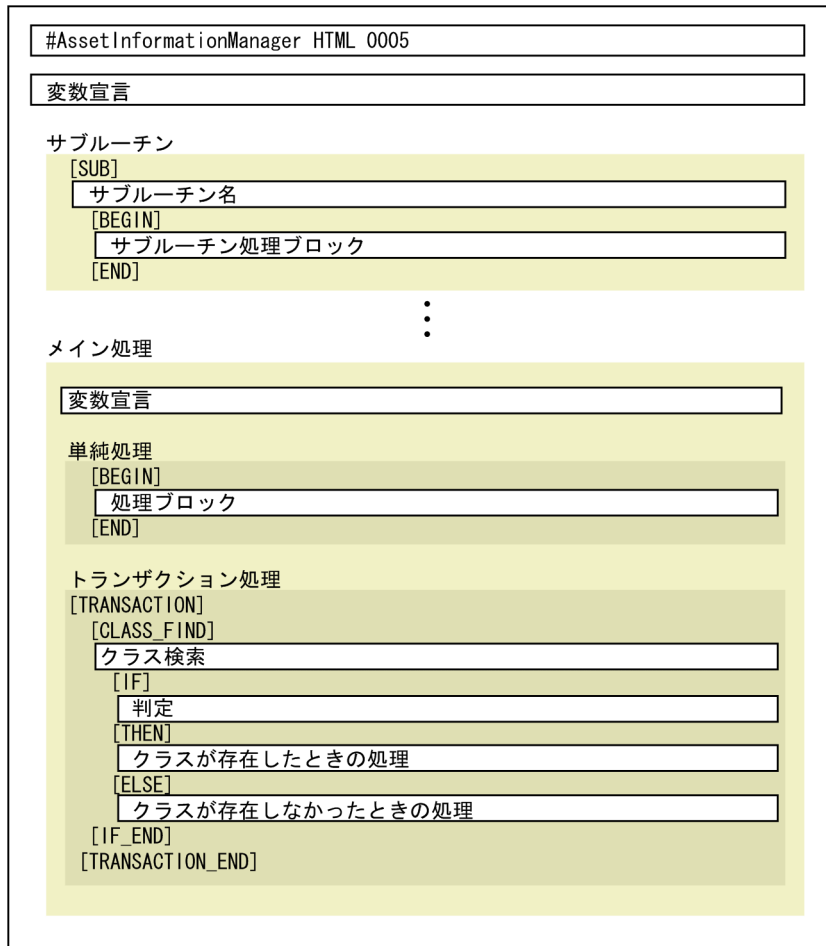 #AssetInformationManager HTML 0005
変数宣言
サブルーチン
[SUB]
サブルーチン名
[BEGIN]
サブルーチン処理ブロック
[END]
メイン処理
変数宣言
単純処理
[BEGIN]
処理ブロック
[END]
トランザクション処理
[TRANSACTION]
[CLASS_FIND]
クラス検索
[IF]
判定
[THEN]
クラスが存在したときの処理
[ELSE]
クラスが存在しなかったときの処理
[IF_END]
[TRANSACTION_END]